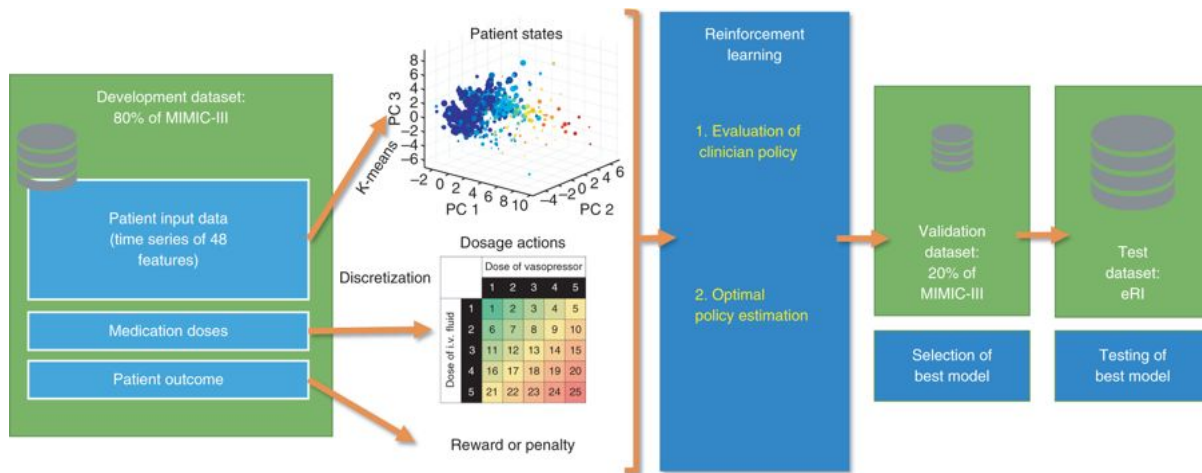 Development dataset:
80% of MIMIC-III
Patient input data
(time series of 48
features)
Medication doses
Patient outcome
K-means
Discretization
Patient states
PC 3
8
6
4
2
0
−2
−4
−6
−2 0 2 4 6 8 10
PC 1
−4 −2 0 2 4 6
PC 2
Dosage actions
Dose of vasopressor
1 2 3 4 5
Dose of i.v. fluid
1 1 2 3 4 5
2 6 7 8 9 10
3 11 12 13 14 15
4 16 17 18 19 20
5 21 22 23 24 25
Reward or penalty
Reinforcement
learning
1. Evaluation of
clinician policy
2. Optimal
policy estimation
Validation
dataset:
20% of
MIMIC-III
Selection of
best model
Test
dataset:
eRI
Testing of
best model